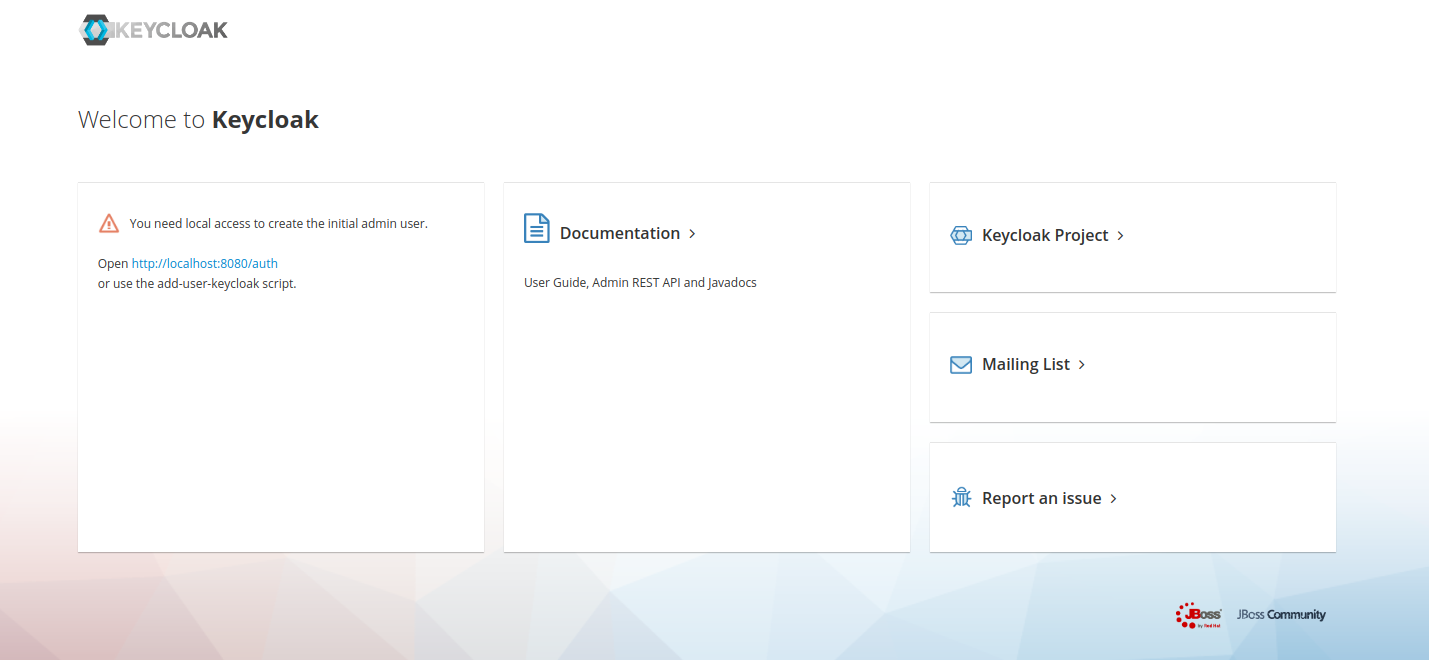 KEYCLOAK
Welcome to Keycloak
You need local access to create the initial admin user.
Open http://localhost:8080/auth
or use the add-user-keycloak script.
Documentation
User Guide, Admin REST API and Javadocs
Keycloak Project
Mailing List
Report an issue
JBoss
by Red Hat
JBoss Community